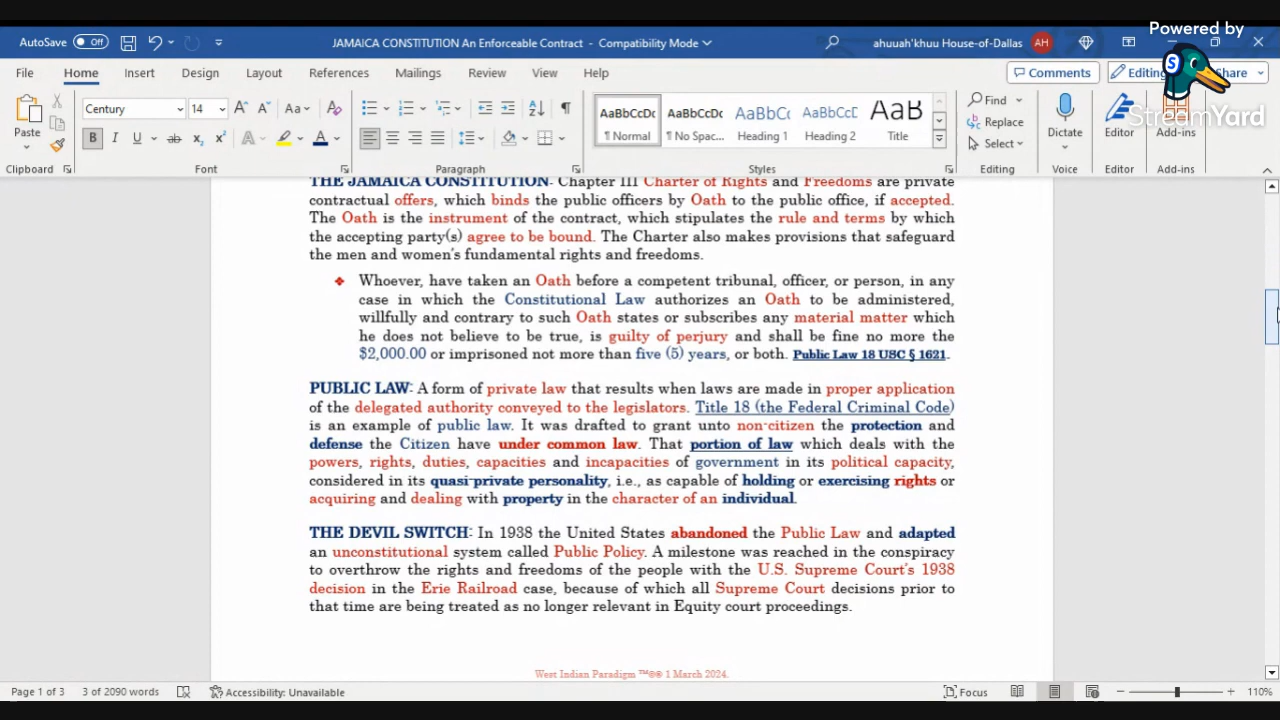 Powered by
StreamYard
AutoSave Off
JAMAICA CONSTITUTION An Enforceable Contract - Compatibility Mode
ahuuah'khuu House-of-Dallas AH
File Home Insert Design Layout References Mailings Review View Help
Comments Editing Share
Paste
Century 14 Aa
B I U ab x₂ x² A A
AaBbCcDc AaBbCcDc AaBbCc AaBbCcD AaB
¶ Normal ¶ No Spac... Heading 1 Heading 2 Title
Find
Replace
Select
Dictate Editor Add-ins
Clipboard Font Paragraph Styles Editing Voice Editor Add-ins
THE JAMAICA CONSTITUTION: Chapter III Charter of Rights and Freedoms are private
contractual offers, which binds the public officers by Oath to the public office, if accepted.
The Oath is the instrument of the contract, which stipulates the rule and terms by which
the accepting party(s) agree to be bound. The Charter also makes provisions that safeguard
the men and women's fundamental rights and freedoms.
❖ Whoever, have taken an Oath before a competent tribunal, officer, or person, in any
case in which the Constitutional Law authorizes an Oath to be administered,
willfully and contrary to such Oath states or subscribes any material matter which
he does not believe to be true, is guilty of perjury and shall be fine no more the
$2,000.00 or imprisoned not more than five (5) years, or both. Public Law 18 USC § 1621.
PUBLIC LAW: A form of private law that results when laws are made in proper application
of the delegated authority conveyed to the legislators. Title 18 (the Federal Criminal Code)
is an example of public law. It was drafted to grant unto non-citizen the protection and
defense the Citizen have under common law. That portion of law which deals with the
powers, rights, duties, capacities and incapacities of government in its political capacity,
considered in its quasi-private personality, i.e., as capable of holding or exercising rights or
acquiring and dealing with property in the character of an individual.
THE DEVIL SWITCH: In 1938 the United States abandoned the Public Law and adapted
an unconstitutional system called Public Policy. A milestone was reached in the conspiracy
to overthrow the rights and freedoms of the people with the U.S. Supreme Court's 1938
decision in the Erie Railroad case, because of which all Supreme Court decisions prior to
that time are being treated as no longer relevant in Equity court proceedings.
West Indian Paradigm ™®® 1 March 2024.
Page 1 of 3 3 of 2090 words Accessibility: Unavailable Focus 110%